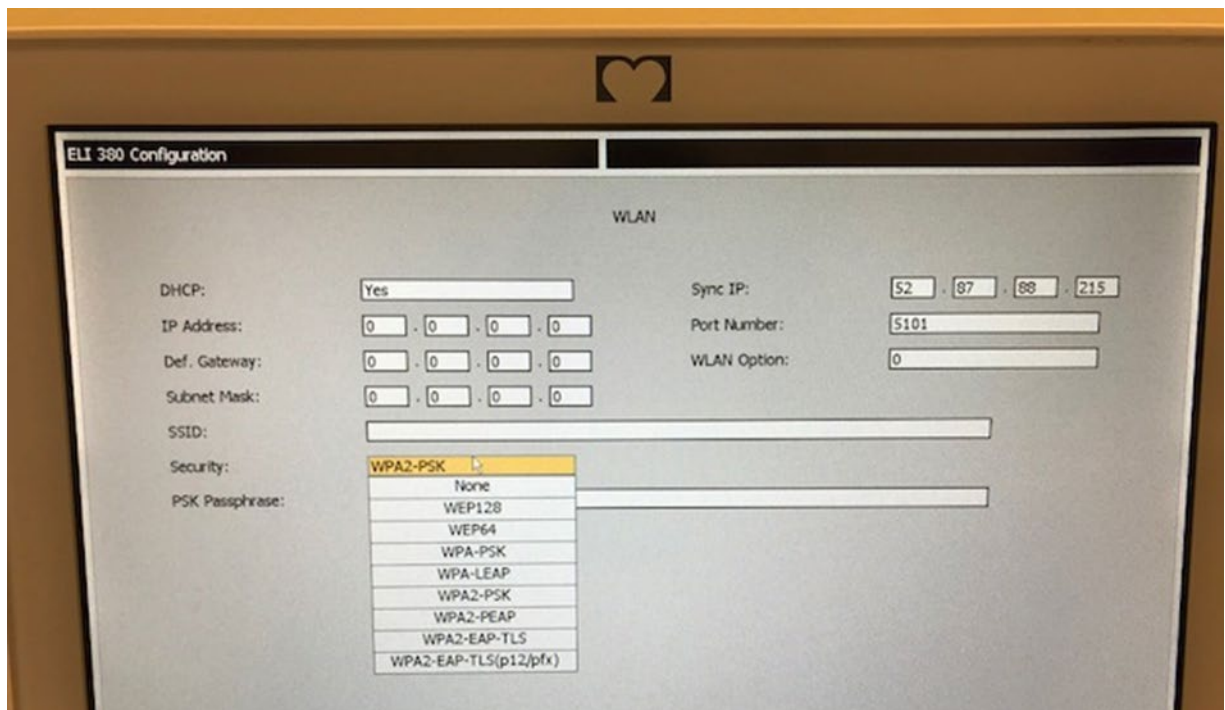 ELI 380 Configuration
WLAN
DHCP: Yes Sync IP: 52 . 87 . 88 . 215
IP Address: 0 . 0 . 0 . 0 Port Number: 5101
Def. Gateway: 0 . 0 . 0 . 0 WLAN Option: 0
Subnet Mask: 0 . 0 . 0 . 0
SSID:
Security: WPA2-PSK
None
PSK Passphrase:
WEP128
WEP64
WPA-PSK
WPA-LEAP
WPA2-PSK
WPA2-PEAP
WPA2-EAP-TLS
WPA2-EAP-TLS(p12/pfx)